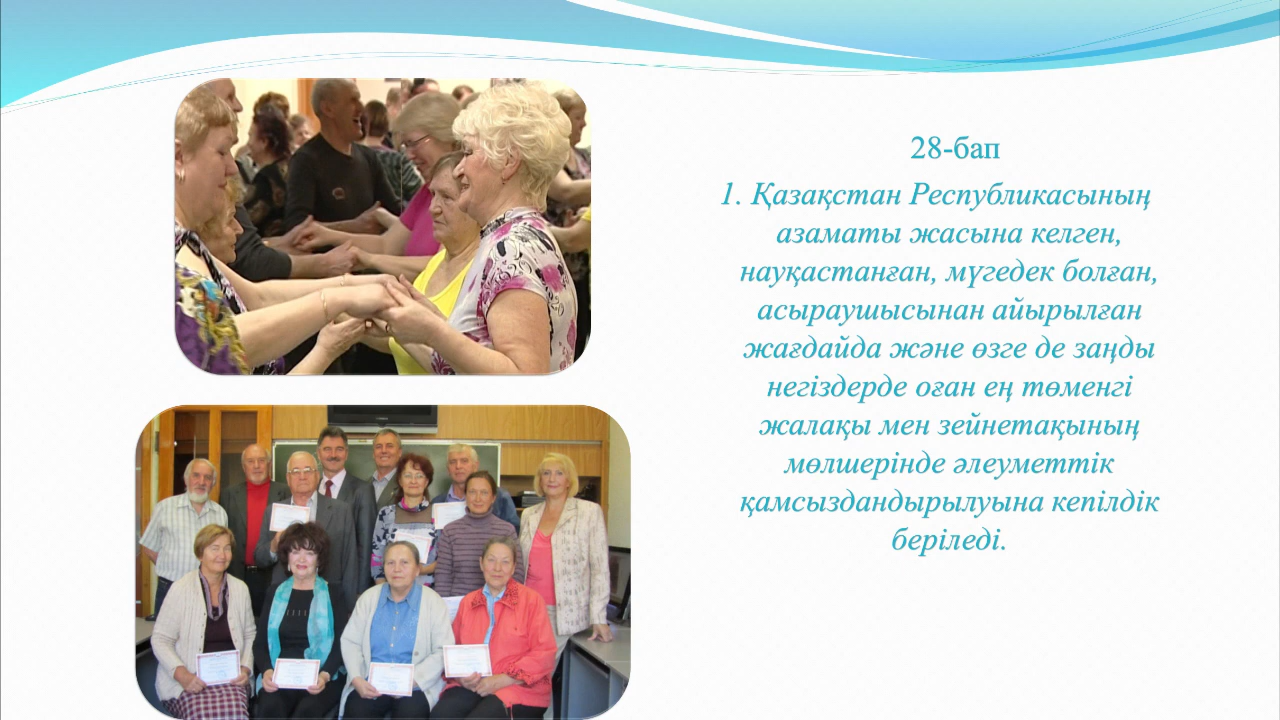 28-бап
1. Қазақстан Республикасының
азаматы жасына келген,
науқастанған, мүгедек болған,
асыраушысынан айырылған
жағдайда және өзге де заңды
негіздерде оған ең төменгі
жалақы мен зейнетақының
мөлшерінде әлеуметтік
қамсыздандырылуына кепілдік
беріледі.